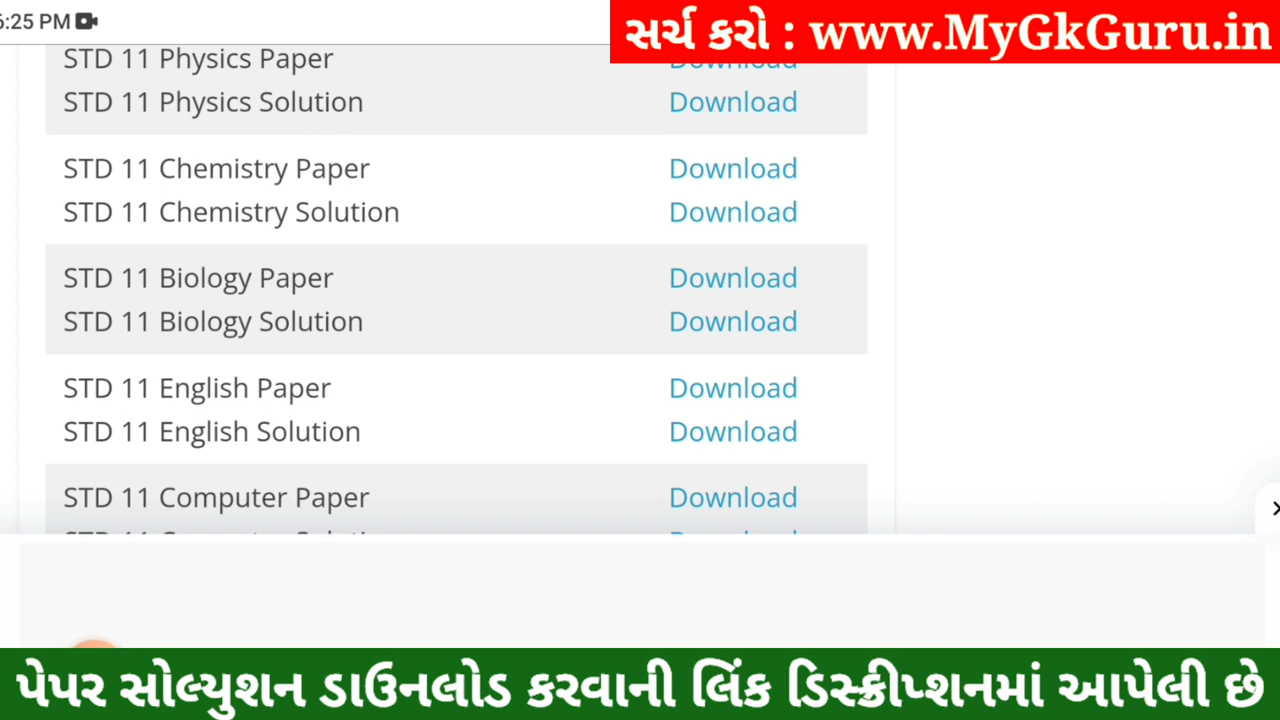 6:25 PM
સર્ચ કરો : www.MyGkGuru.in
STD 11 Physics Paper Download
STD 11 Physics Solution Download
STD 11 Chemistry Paper Download
STD 11 Chemistry Solution Download
STD 11 Biology Paper Download
STD 11 Biology Solution Download
STD 11 English Paper Download
STD 11 English Solution Download
STD 11 Computer Paper Download
પેપર સોલ્યુશન ડાઉનલોડ કરવાની લિંક ડિસ્ક્રીપ્શનમાં આપેલી છે